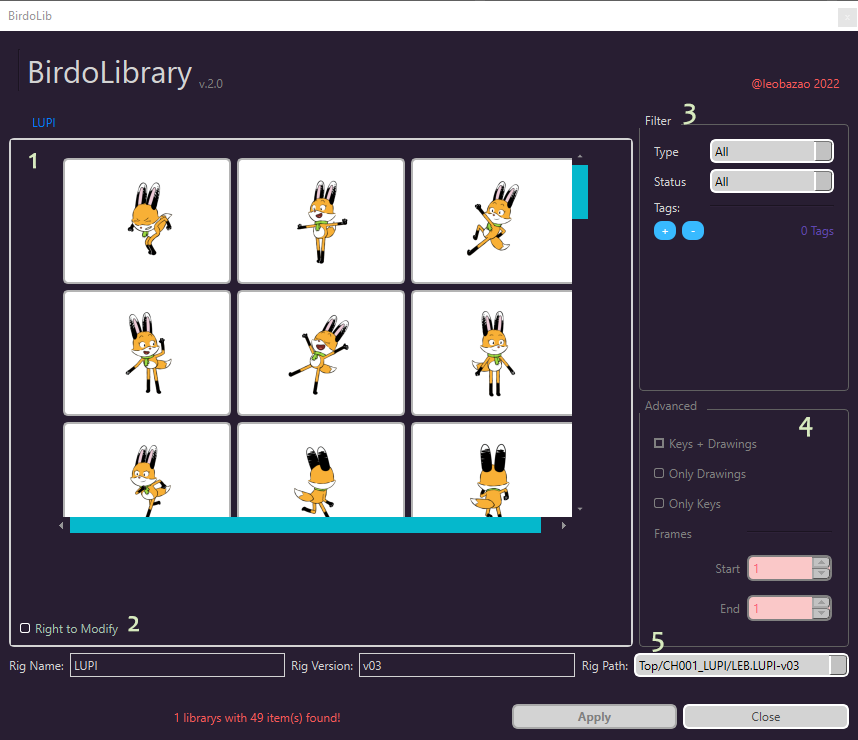 BirdoLib
BirdoLibrary v.2.0
@leobazao 2022
LUPI
1
Filter 3
Type All
Status All
Tags:
+ - 0 Tags
Advanced
4
Keys + Drawings
Only Drawings
Only Keys
Frames
Start 1
End 1
Right to Modify 2
5
Rig Name: LUPI Rig Version: v03 Rig Path: Top/CH001_LUPI/LEB.LUPI-v03
1 librarys with 49 item(s) found! Apply Close